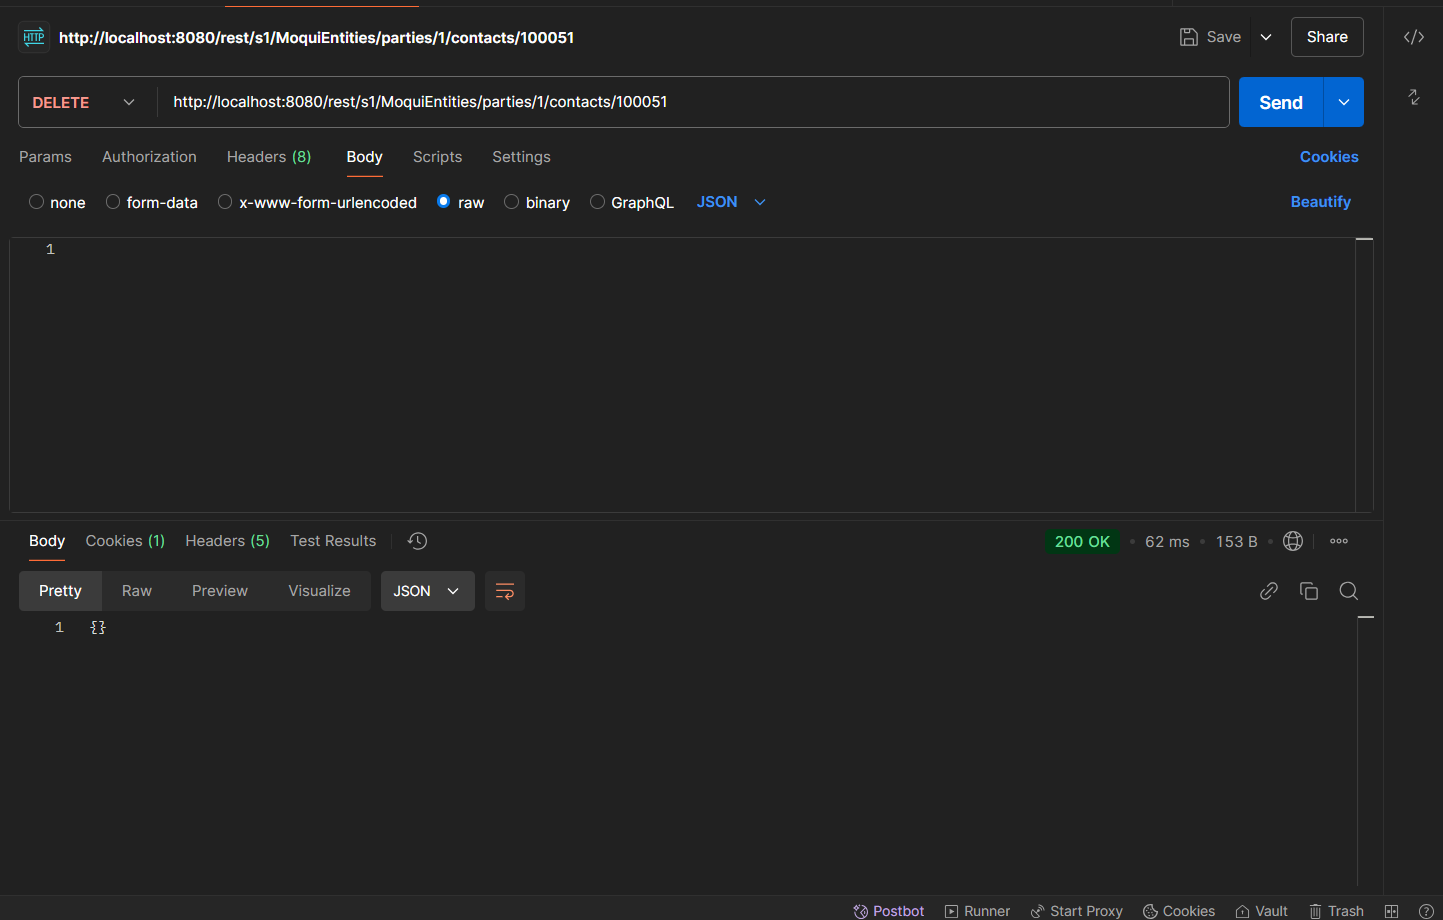 HTTP http://localhost:8080/rest/s1/MoquiEntities/parties/1/contacts/100051 Save Share
DELETE http://localhost:8080/rest/s1/MoquiEntities/parties/1/contacts/100051 Send
Params Authorization Headers (8) Body Scripts Settings Cookies
none form-data x-www-form-urlencoded raw binary GraphQL JSON Beautify
1
Body Cookies (1) Headers (5) Test Results 200 OK • 62 ms • 153 B •
Pretty Raw Preview Visualize JSON
1 {}
Postbot Runner Start Proxy Cookies Vault Trash